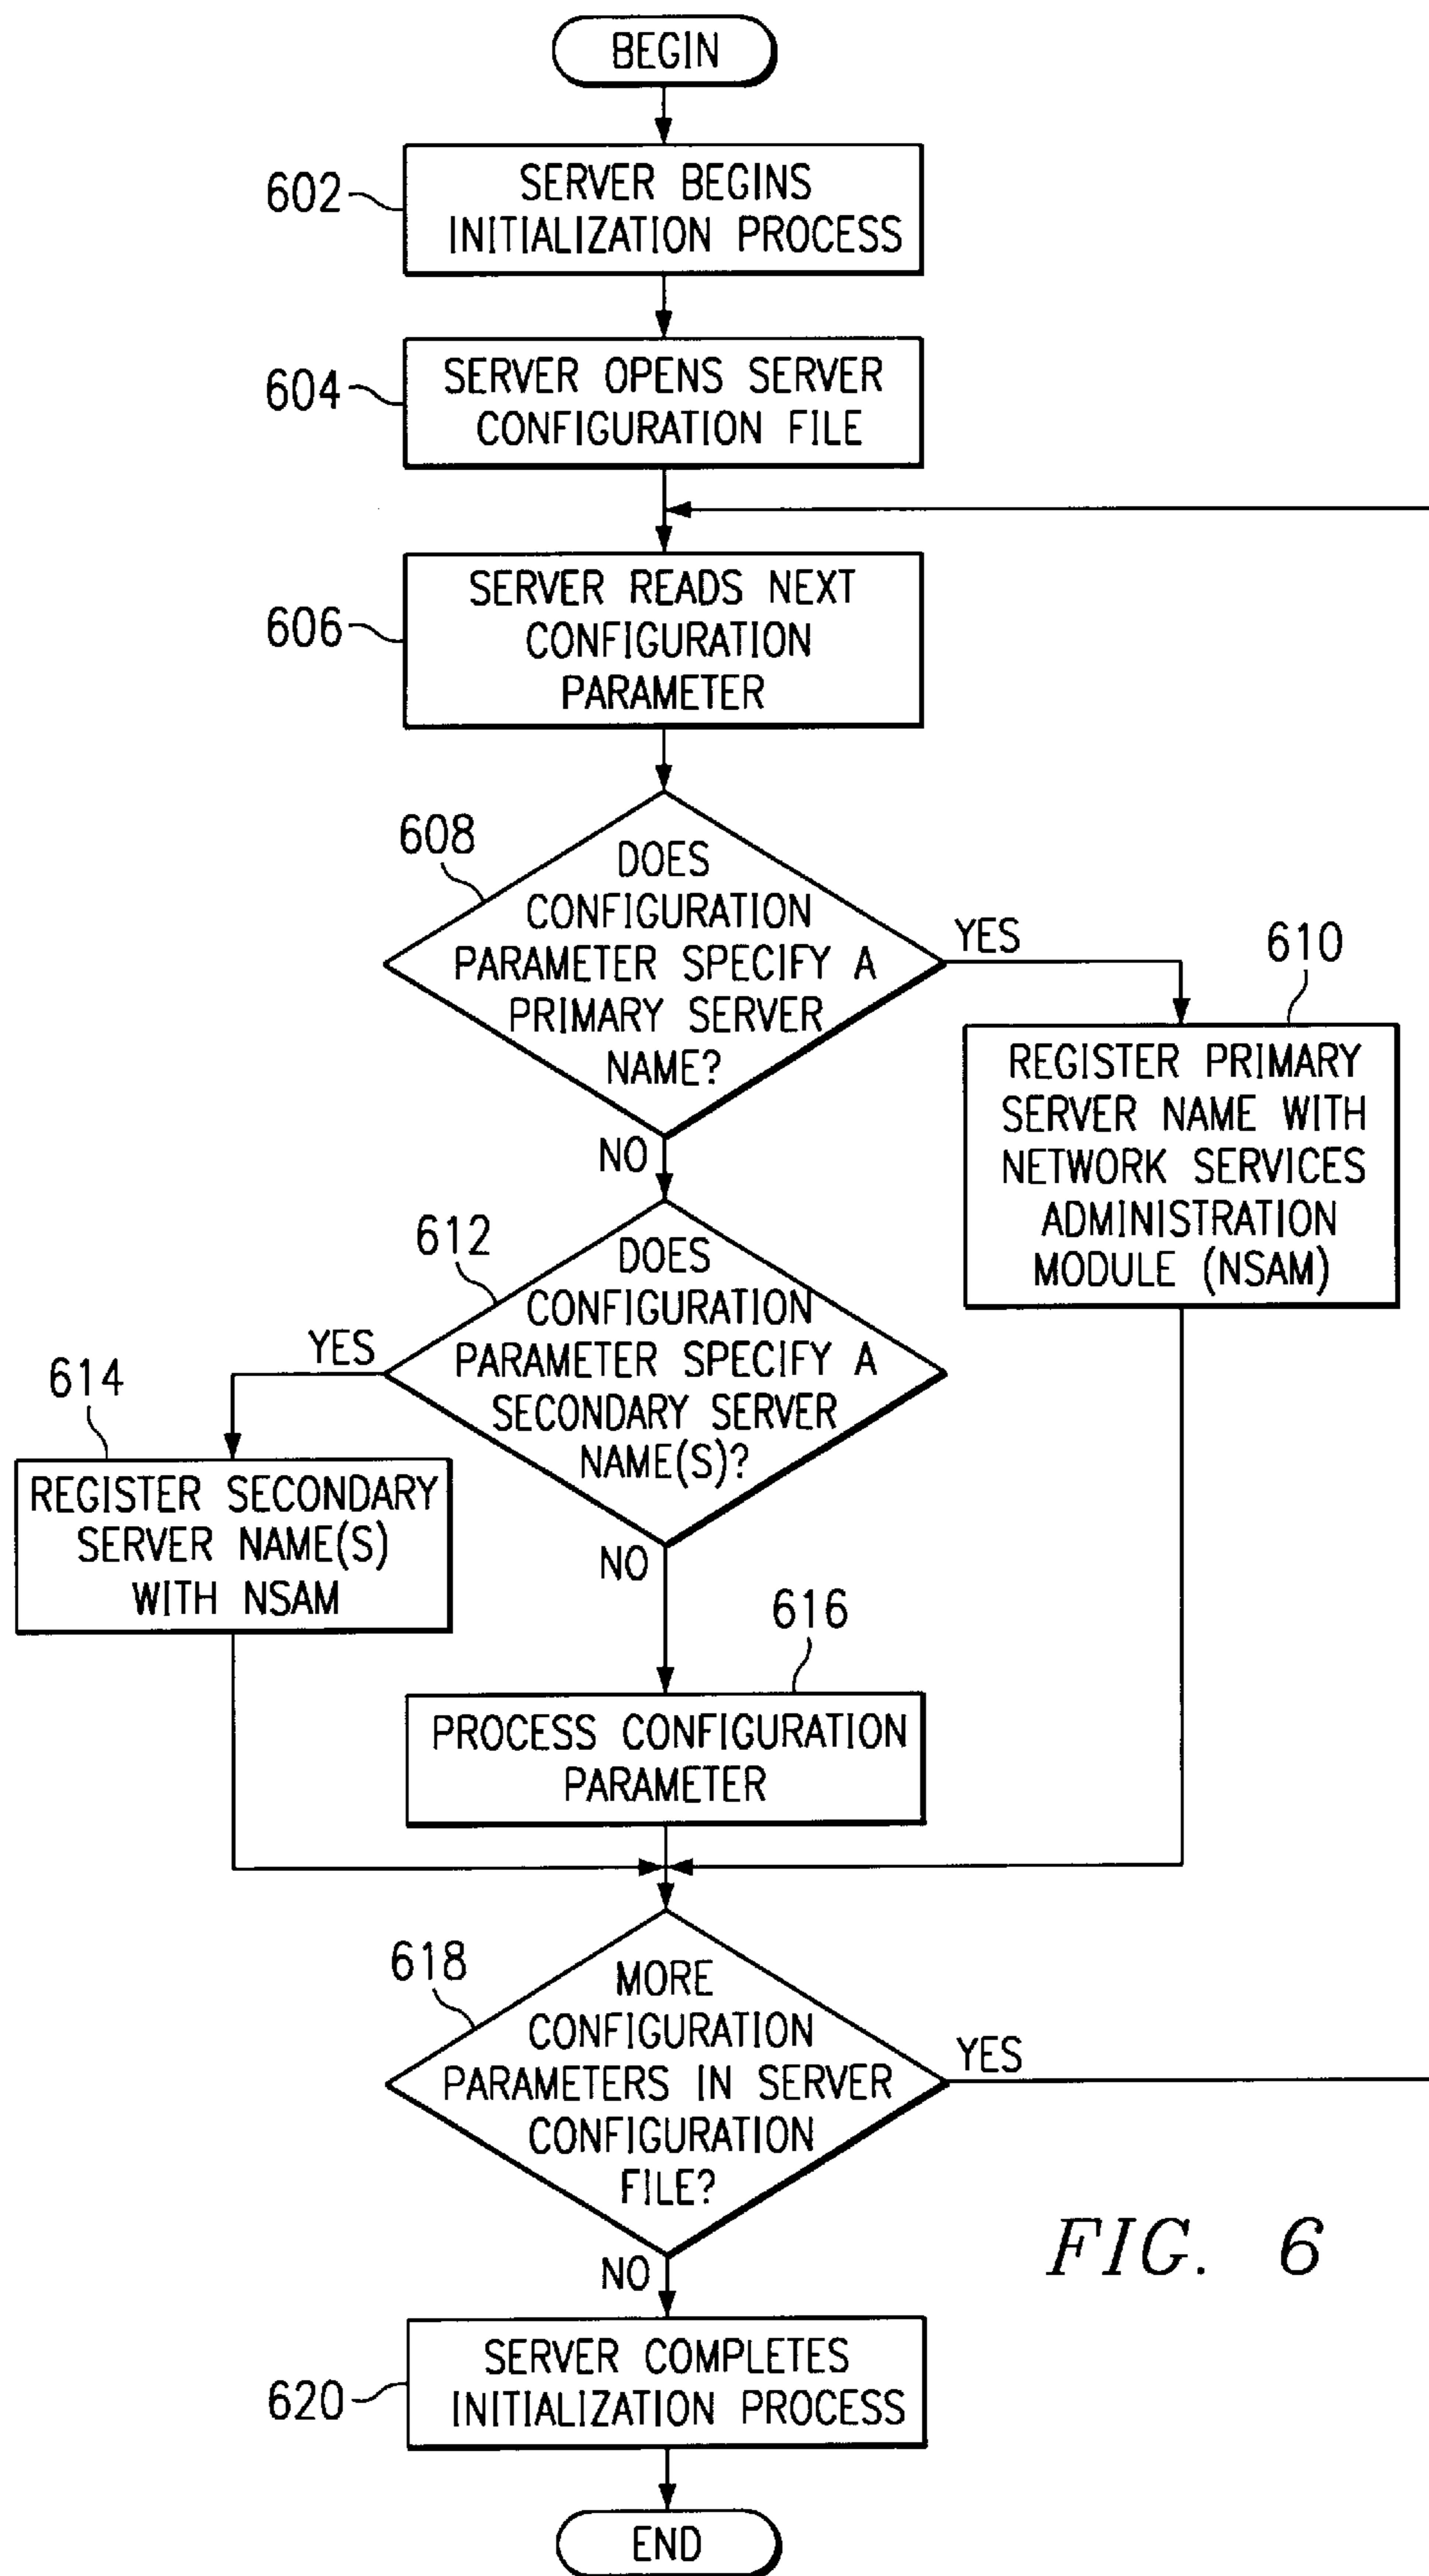 BEGIN
602
SERVER BEGINS
INITIALIZATION PROCESS
604
SERVER OPENS SERVER
CONFIGURATION FILE
606
SERVER READS NEXT
CONFIGURATION
PARAMETER
608
DOES
CONFIGURATION
PARAMETER SPECIFY A
PRIMARY SERVER
NAME?
YES
610
REGISTER PRIMARY
SERVER NAME WITH
NETWORK SERVICES
ADMINISTRATION
MODULE (NSAM)
NO
612
DOES
CONFIGURATION
PARAMETER SPECIFY A
SECONDARY SERVER
NAME(S)?
YES
614
REGISTER SECONDARY
SERVER NAME(S)
WITH NSAM
NO
616
PROCESS CONFIGURATION
PARAMETER
618
MORE
CONFIGURATION
PARAMETERS IN SERVER
CONFIGURATION
FILE?
YES
NO
FIG. 6
620
SERVER COMPLETES
INITIALIZATION PROCESS
END